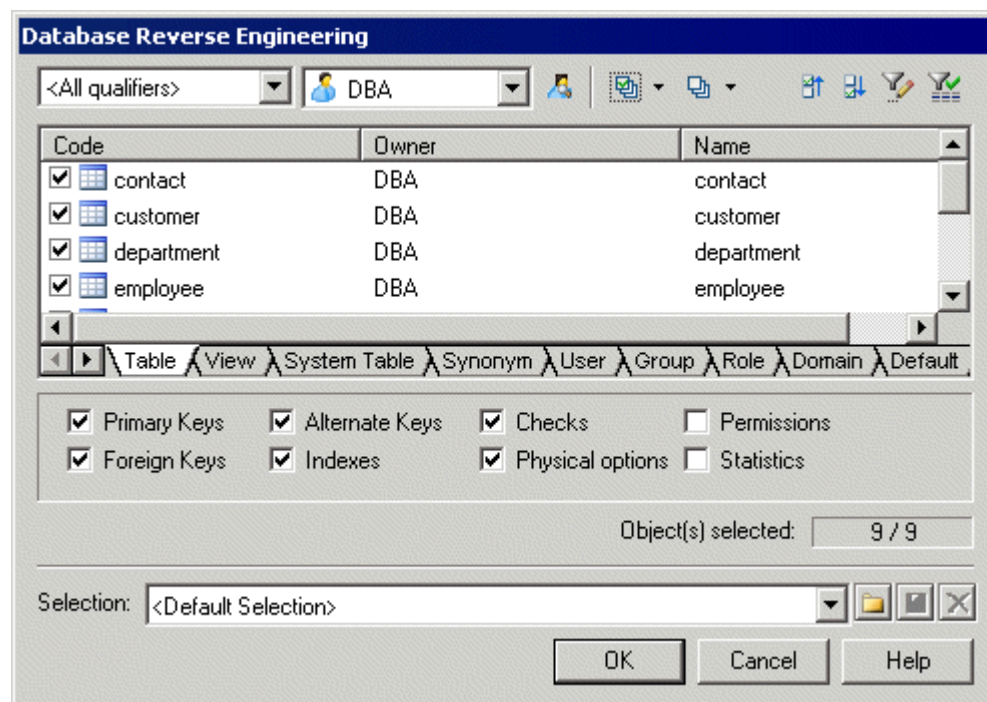 Database Reverse Engineering
<All qualifiers> DBA
Code Owner Name
contact DBA contact
customer DBA customer
department DBA department
employee DBA employee
Table View System Table Synonym User Group Role Domain Default
Primary Keys Alternate Keys Checks Permissions
Foreign Keys Indexes Physical options Statistics
Object(s) selected: 9 / 9
Selection: <Default Selection>
OK Cancel Help